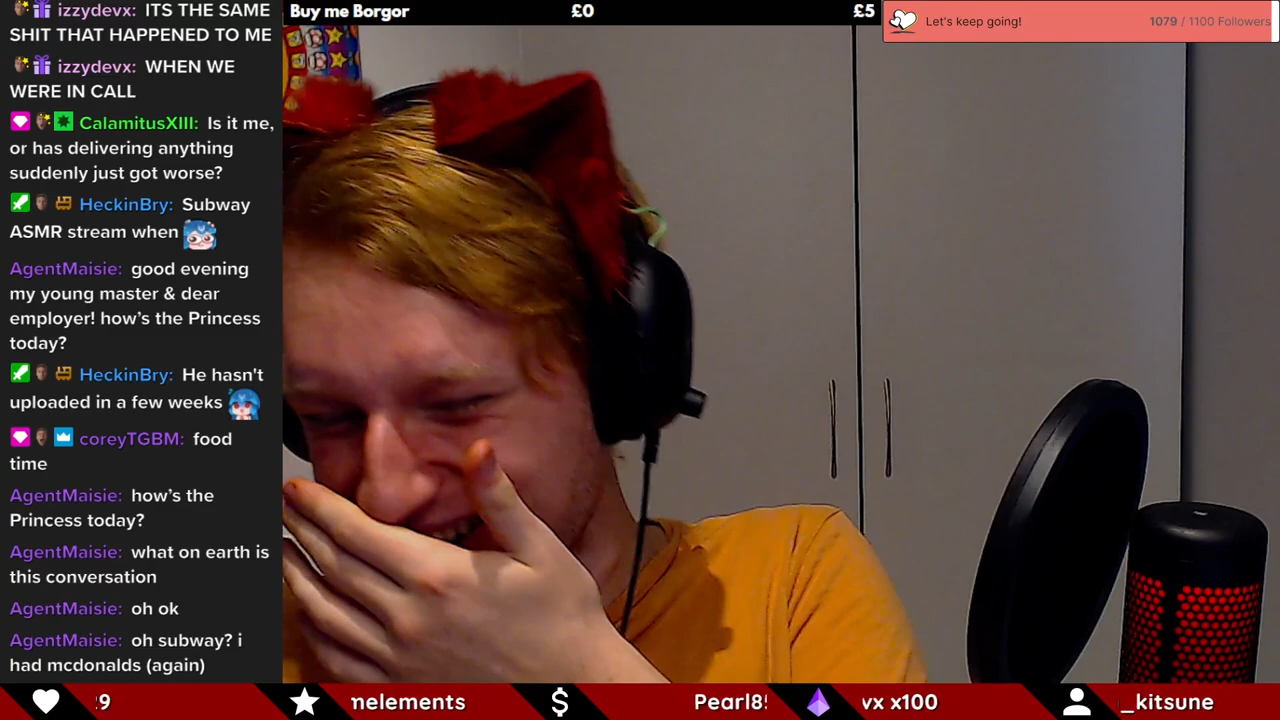 Buy me Borgor £0 £5
Let's keep going! 1079 / 1100 Followers
izzydevx: ITS THE SAME
SHIT THAT HAPPENED TO ME
izzydevx: WHEN WE
WERE IN CALL
CalamitusXIII: Is it me,
or has delivering anything
suddenly just got worse?
HeckinBry: Subway
ASMR stream when
AgentMaisie: good evening
my young master & dear
employer! how's the Princess
today?
HeckinBry: He hasn't
uploaded in a few weeks
coreyTGBM: food
time
AgentMaisie: how's the
Princess today?
AgentMaisie: what on earth is
this conversation
AgentMaisie: oh ok
AgentMaisie: oh subway? i
had mcdonalds (again)
9 melements $ Pearl8 vx x100 _kitsune